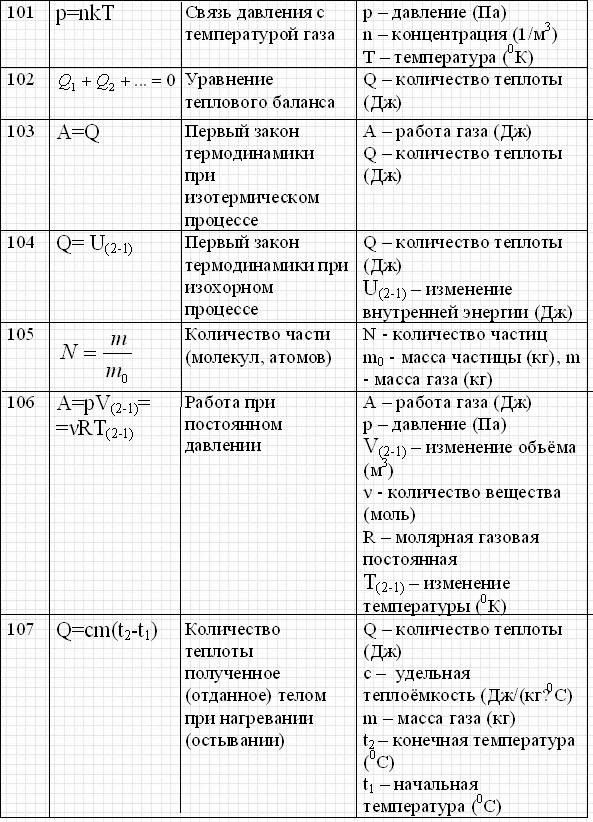 101 p=nkT Связь давления с температурой газа p – давление (Па)
n – концентрация (1/м³)
T – температура (⁰К)
102 Q₁ + Q₂ + ... = 0 Уравнение
теплового баланса
Q – количество теплоты
(Дж)
103 A=Q Первый закон
термодинамики
при
изотермическом
процессе
A – работа газа (Дж)
Q – количество теплоты
(Дж)
104 Q= U₍₂₋₁₎ Первый закон
термодинамики при
изохорном
процессе
Q – количество теплоты
(Дж)
U₍₂₋₁₎ – изменение
внутренней энергии (Дж)
105 N = m/m₀ Количество части
(молекул, атомов)
N - количество частиц
m₀ - масса частицы (кг), m
- масса газа (кг)
106 A=pV₍₂₋₁₎=
=νRT₍₂₋₁₎
Работа при
постоянном
давлении
A – работа газа (Дж)
p – давление (Па)
V₍₂₋₁₎ – изменение объёма
(м³)
ν - количество вещества
(моль)
R – молярная газовая
постоянная
T₍₂₋₁₎ – изменение
температуры (⁰К)
107 Q=cm(t₂-t₁) Количество
теплоты
полученное
(отданное) телом
при нагревании
(остывании)
Q – количество теплоты
(Дж)
c – удельная
теплоёмкость (Дж/(кг?⁰С)
m – масса газа (кг)
t₂ – конечная температура
(⁰С)
t₁ – начальная
температура (⁰С)